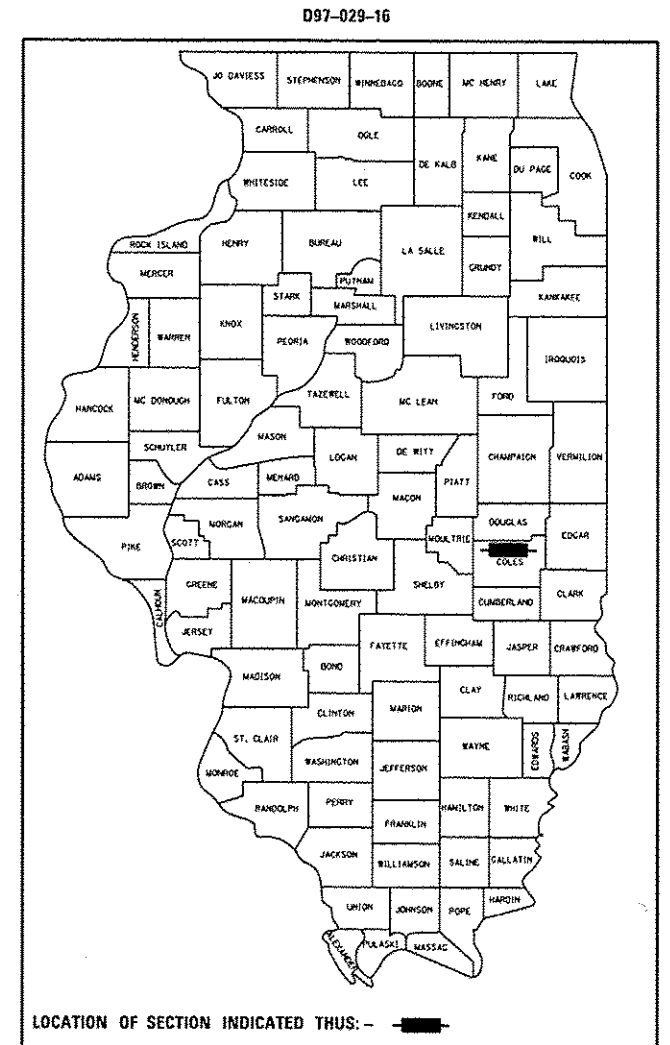 D97-029-16
JO DAVIESS STEPHENSON WINNEBAGO BOONE MC HENRY LAKE
CARROLL OGLE DE KALB KANE DU PAGE COOK
WHITESIDE LEE KENDALL WILL
ROCK ISLAND HENRY BUREAU LA SALLE GRUNDY
MERCER PUTNAM KANKAKEE
STARK MARSHALL
HENDERSON WARREN KNOX PEORIA WOODFORD LIVINGSTON IROQUOIS
HANCOCK MC DONOUGH FULTON TAZEWELL MC LEAN FORD
SCHUYLER MASON LOGAN DE WITT CHAMPAIGN VERMILION
ADAMS BROWN CASS MENARD MACON PIATT
PIKE SCOTT MORGAN SANGAMON CHRISTIAN MOULTRIE DOUGLAS EDGAR
COLES
CALHOUN GREENE MACOUPIN MONTGOMERY SHELBY CUMBERLAND CLARK
JERSEY FAYETTE EFFINGHAM JASPER CRAWFORD
MADISON BOND CLAY RICHLAND LAWRENCE
CLINTON MARION
ST. CLAIR WASHINGTON JEFFERSON WAYNE EDWARDS WABASH
MONROE
RANDOLPH PERRY FRANKLIN HAMILTON WHITE
JACKSON WILLIAMSON SALINE GALLATIN
UNION JOHNSON POPE HARDIN
ALEXANDER PULASKI MASSAC
LOCATION OF SECTION INDICATED THUS: -